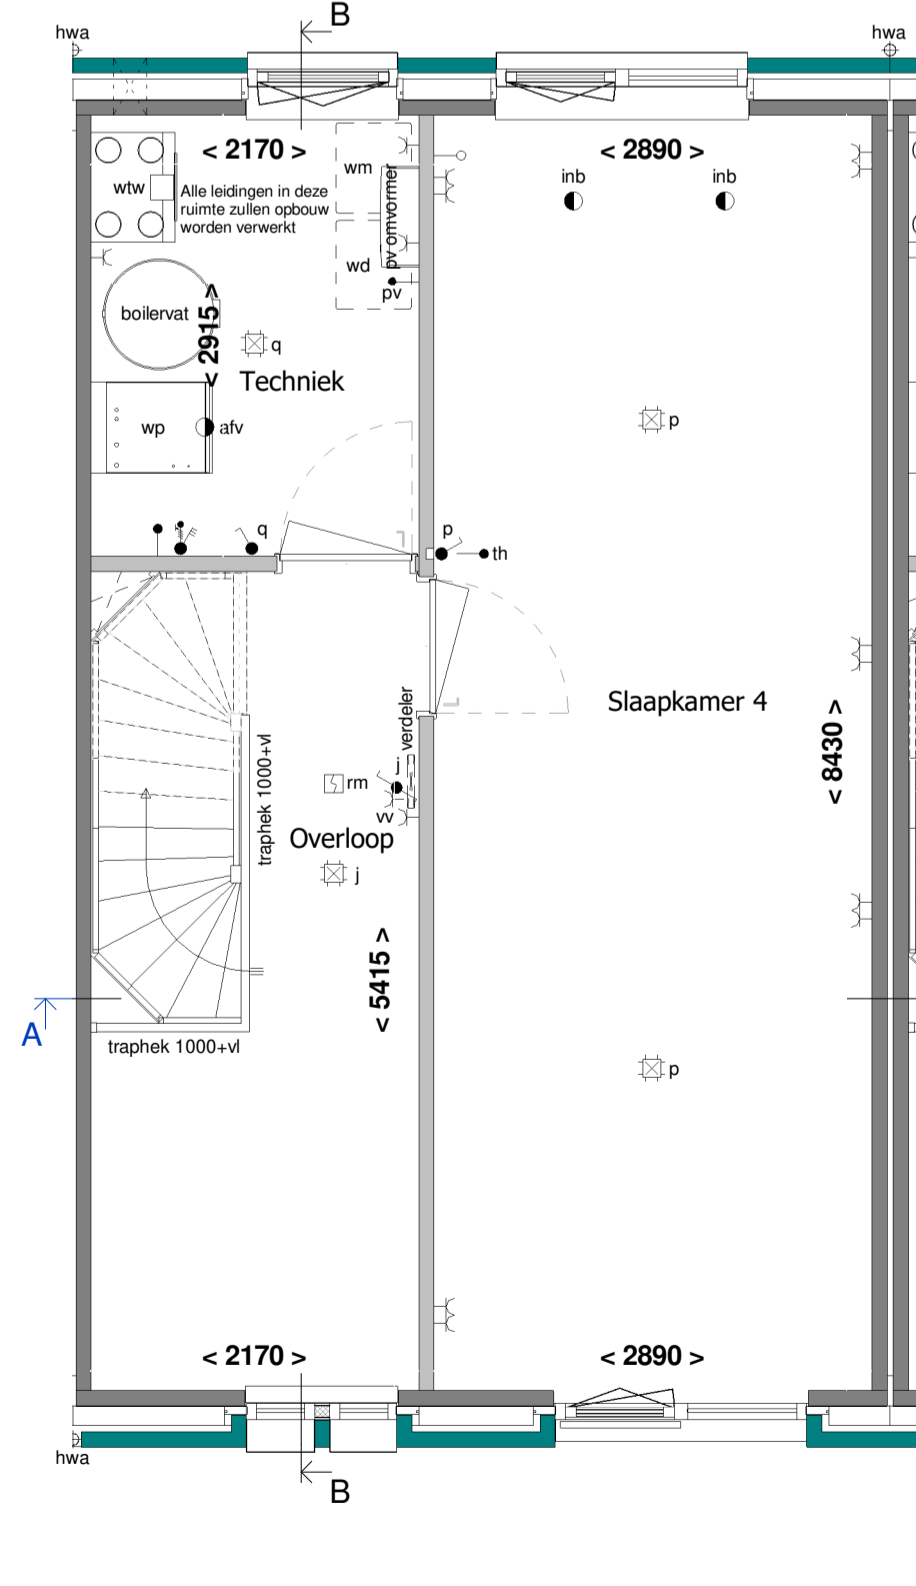 B
hwa
hwa
< 2170 >
< 2890 >
wm
inb
inb
wtw
Alle leidingen in deze
ruimte zullen opbouw
worden verwerkt
pv omvormer
wd
pv
boilervat
< 2915 >
q
Techniek
p
wp
afv
q
p
th
Slaapkamer 4
verdeler
< 8430 >
traphek 1000+vl
j
rm
vv
Overloop
j
< 5415 >
A
traphek 1000+vl
p
< 2170 >
< 2890 >
hwa
B